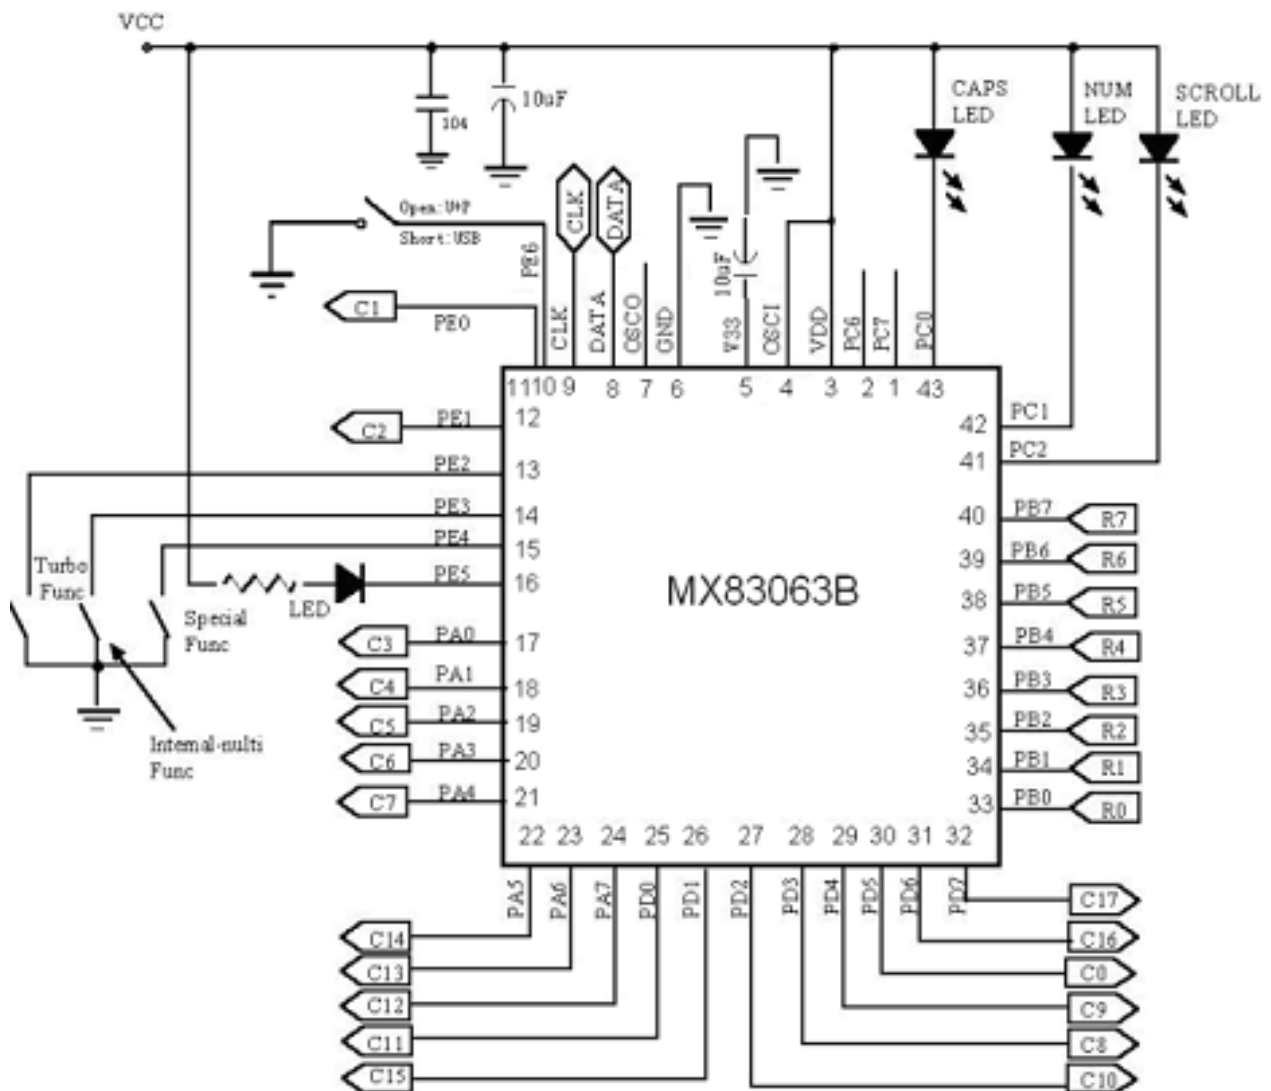 VCC
CAPS
LED
NUM
LED
SCROLL
LED
10uF
104
Open:U+P
Short:USB
CLK
DATA
10uF
C1
PE0
PE6
CLK
DATA
OSCO
GND
V33
OSCI
VDD
PC6
PC7
PC0
11 10 9 8 7 6 5 4 3 2 1 43
C2 PE1 12
42 PC1
41 PC2
PE2 13
PE3 14
PE4 15
PE5 16
40 PB7 R7
39 PB6 R6
38 PB5 R5
37 PB4 R4
36 PB3 R3
35 PB2 R2
34 PB1 R1
33 PB0 R0
MX83063B
Turbo
Func
LED
Special
Func
Intemal-nulti
Func
C3 PA0 17
C4 PA1 18
C5 PA2 19
C6 PA3 20
C7 PA4 21
22 23 24 25 26 27 28 29 30 31 32
PA5
PA6
PA7
PD0
PD1
PD2
PD3
PD4
PD5
PD6
PD7
C14
C13
C12
C11
C15
C17
C16
C0
C9
C8
C10